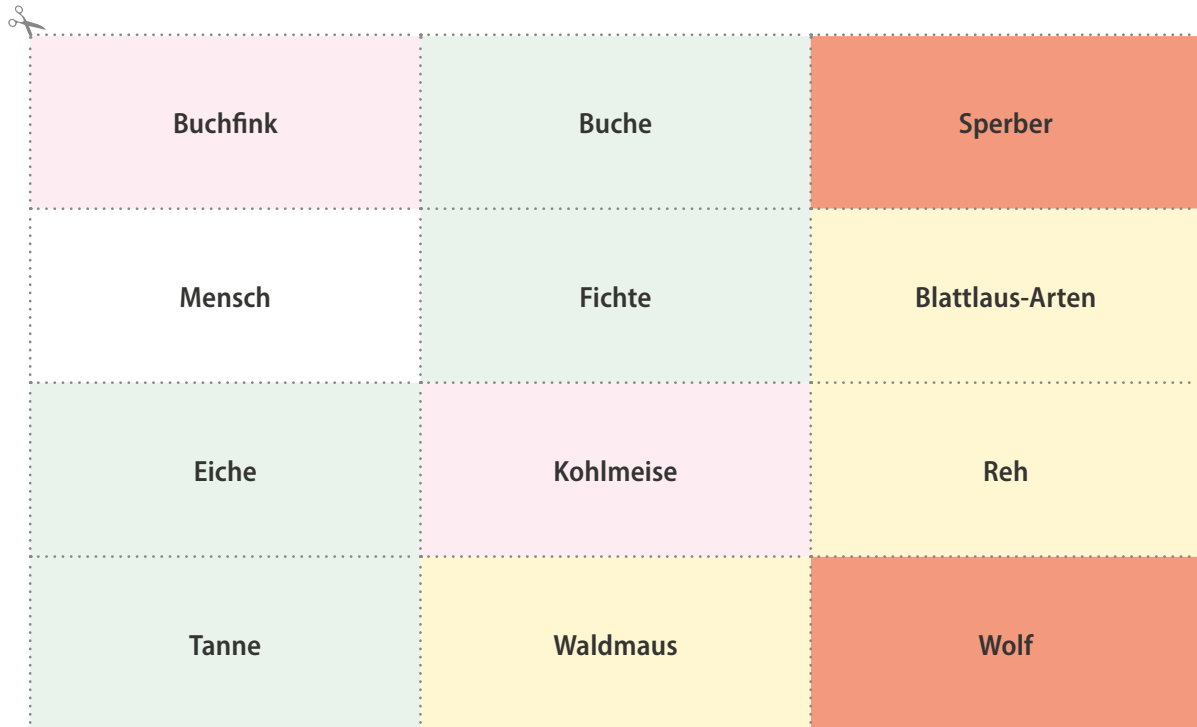 Buchfink
Buche
Sperber
Mensch
Fichte
Blattlaus-Arten
Eiche
Kohlmeise
Reh
Tanne
Waldmaus
Wolf